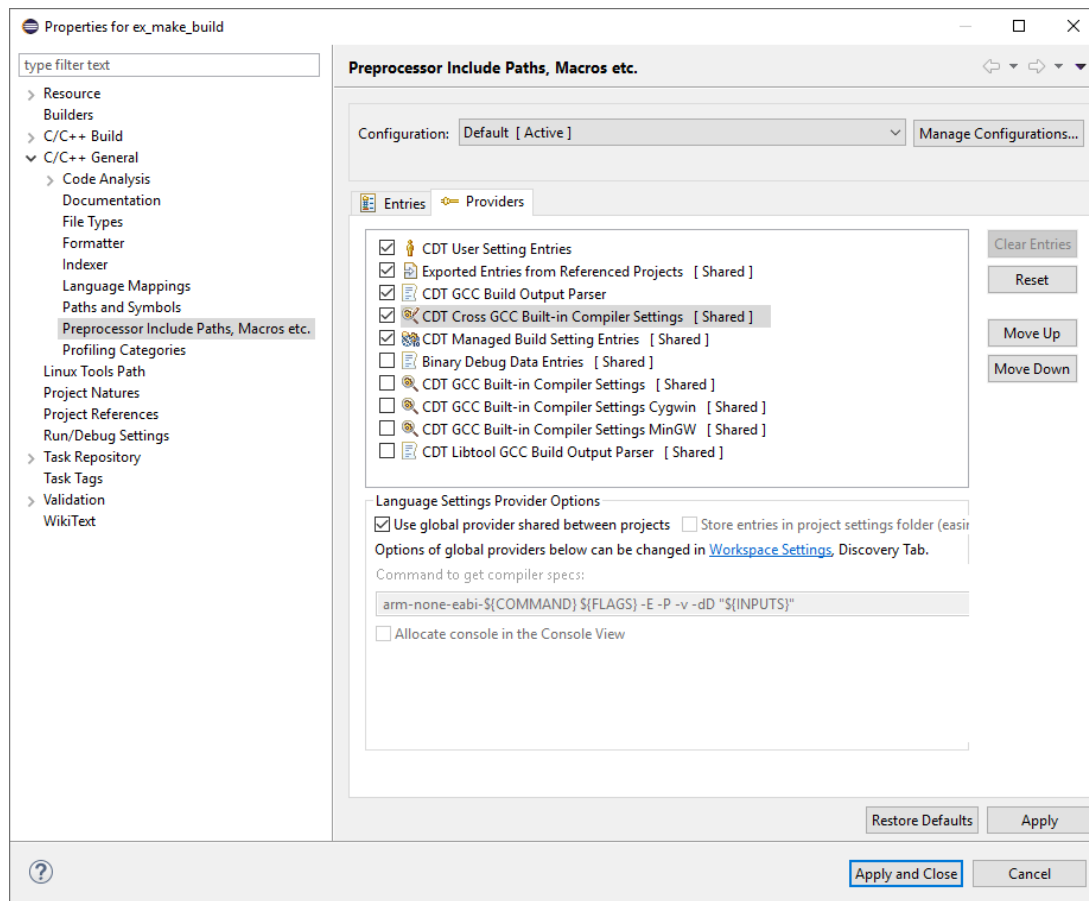 Properties for ex_make_build
type filter text
Resource
Builders
C/C++ Build
C/C++ General
Code Analysis
Documentation
File Types
Formatter
Indexer
Language Mappings
Paths and Symbols
Preprocessor Include Paths, Macros etc.
Profiling Categories
Linux Tools Path
Project Natures
Project References
Run/Debug Settings
Task Repository
Task Tags
Validation
WikiText
Preprocessor Include Paths, Macros etc.
Configuration: Default [ Active ] Manage Configurations...
Entries Providers
CDT User Setting Entries
Exported Entries from Referenced Projects [ Shared ]
CDT GCC Build Output Parser
CDT Cross GCC Built-in Compiler Settings [ Shared ]
CDT Managed Build Setting Entries [ Shared ]
Binary Debug Data Entries [ Shared ]
CDT GCC Built-in Compiler Settings [ Shared ]
CDT GCC Built-in Compiler Settings Cygwin [ Shared ]
CDT GCC Built-in Compiler Settings MinGW [ Shared ]
CDT Libtool GCC Build Output Parser [ Shared ]
Clear Entries
Reset
Move Up
Move Down
Language Settings Provider Options
Use global provider shared between projects Store entries in project settings folder (easi
Options of global providers below can be changed in Workspace Settings, Discovery Tab.
Command to get compiler specs:
arm-none-eabi-${COMMAND} ${FLAGS} -E -P -v -dD "${INPUTS}"
Allocate console in the Console View
Restore Defaults Apply
? Apply and Close Cancel